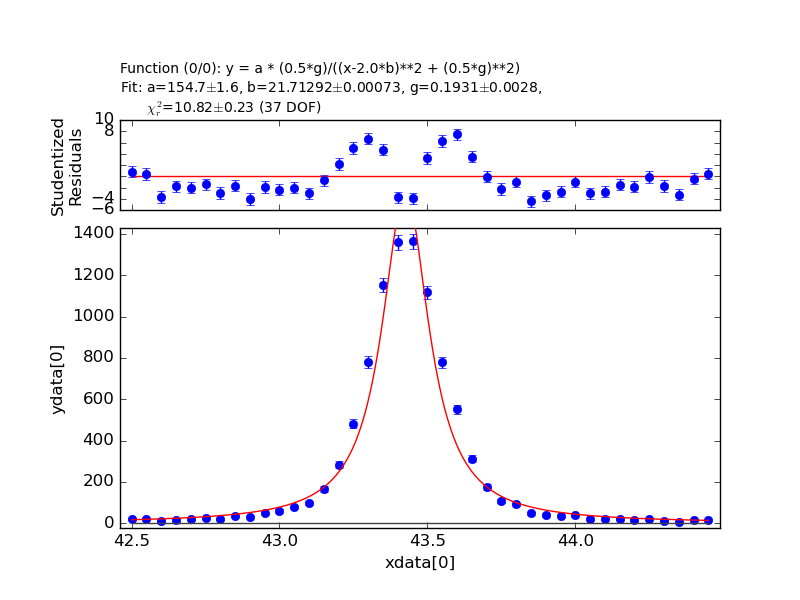 Function (0/0): y = a * (0.5*g)/((x-2.0*b)**2 + (0.5*g)**2)
Fit: a=154.7±1.6, b=21.71292±0.00073, g=0.1931±0.0028,
χ²ᵣ=10.82±0.23 (37 DOF)
Studentized
Residuals
10
8
−4
−6
ydata[0]
1400
1200
1000
800
600
400
200
0
42.5 43.0 43.5 44.0
xdata[0]